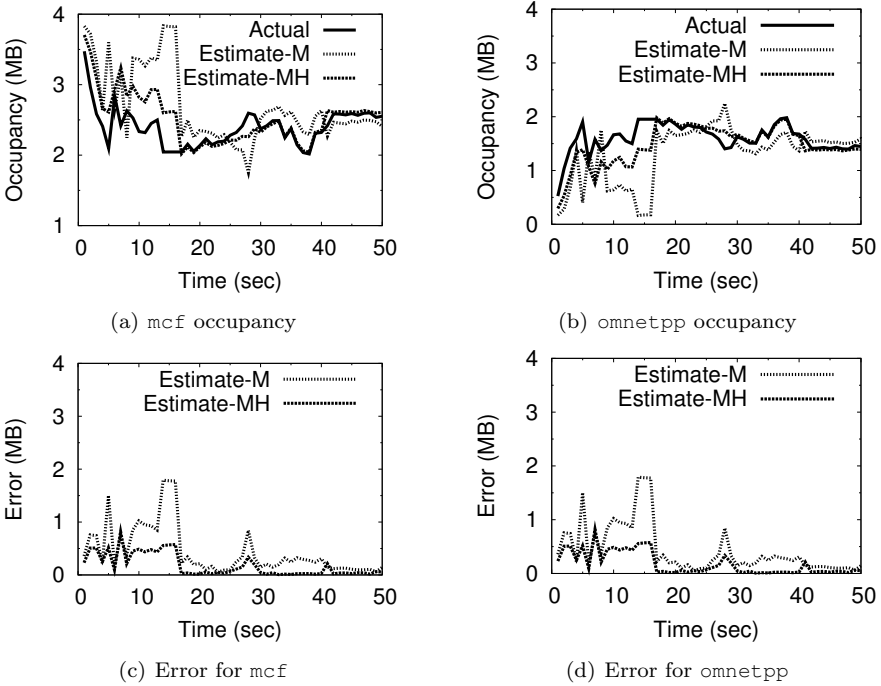 4
3
2
1
0 10 20 30 40 50
Occupancy (MB)
Time (sec)
Actual
Estimate-M
Estimate-MH
(a) mcf occupancy
4
3
2
1
0
0 10 20 30 40 50
Occupancy (MB)
Time (sec)
Actual
Estimate-M
Estimate-MH
(b) omnetpp occupancy
4
3
2
1
0
0 10 20 30 40 50
Error (MB)
Time (sec)
Estimate-M
Estimate-MH
(c) Error for mcf
4
3
2
1
0
0 10 20 30 40 50
Error (MB)
Time (sec)
Estimate-M
Estimate-MH
(d) Error for omnetpp